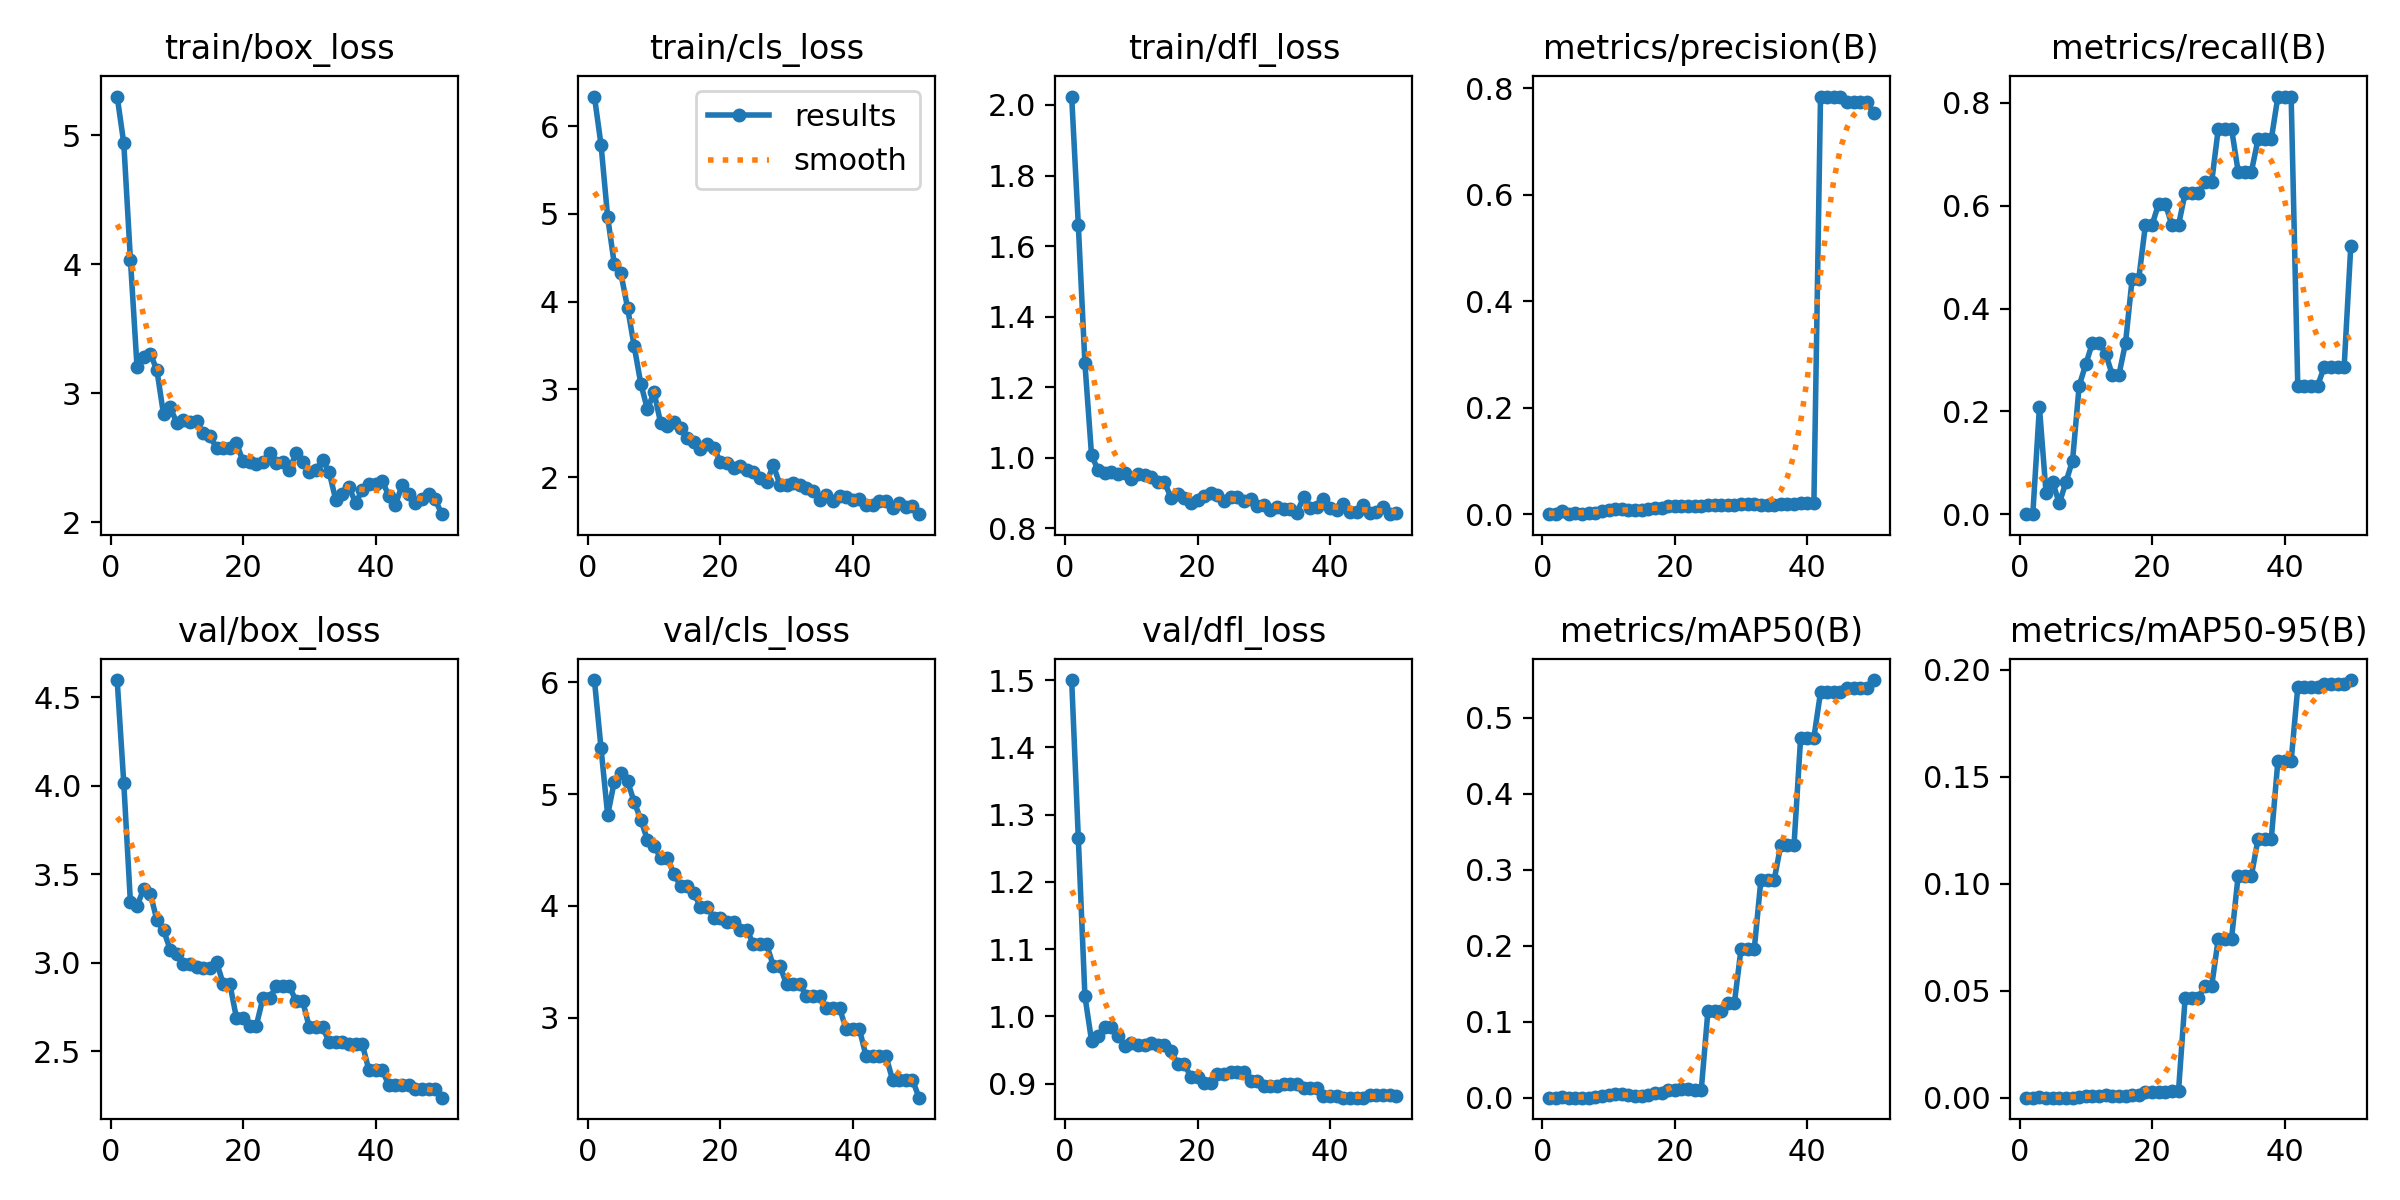 train/box_loss
5
4
3
2
0 20 40
train/cls_loss
results
smooth
6
5
4
3
2
0 20 40
train/dfl_loss
2.0
1.8
1.6
1.4
1.2
1.0
0.8
0 20 40
metrics/precision(B)
0.8
0.6
0.4
0.2
0.0
0 20 40
metrics/recall(B)
0.8
0.6
0.4
0.2
0.0
0 20 40
val/box_loss
4.5
4.0
3.5
3.0
2.5
0 20 40
val/cls_loss
6
5
4
3
0 20 40
val/dfl_loss
1.5
1.4
1.3
1.2
1.1
1.0
0.9
0 20 40
metrics/mAP50(B)
0.5
0.4
0.3
0.2
0.1
0.0
0 20 40
metrics/mAP50-95(B)
0.20
0.15
0.10
0.05
0.00
0 20 40